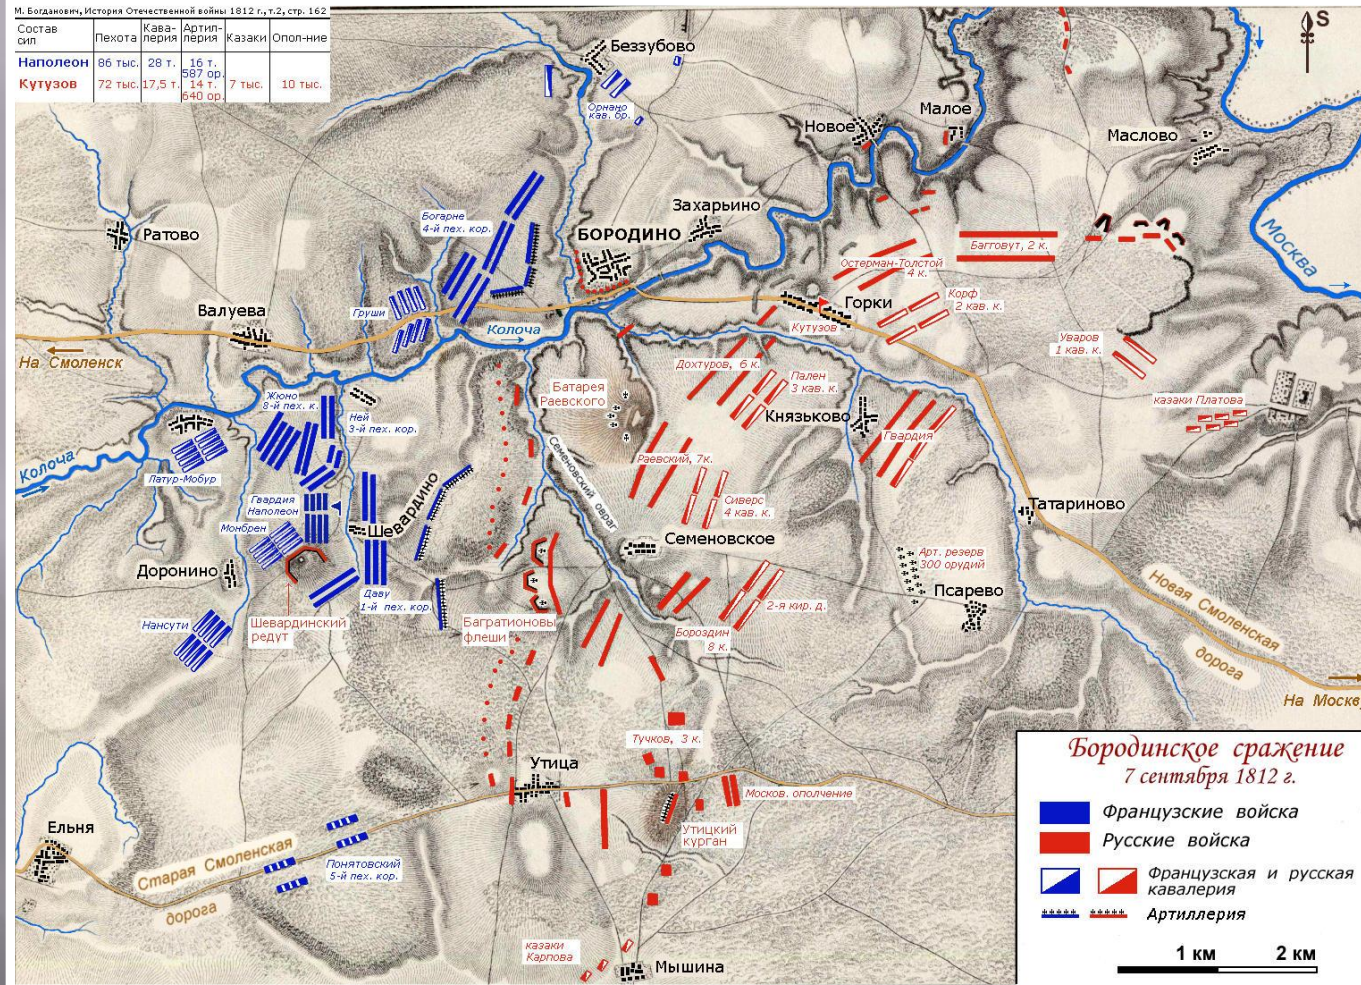 М. Богданович, История Отечественной войны 1812 г., т.2, стр. 162
Состав сил Пехота Кава-лерия Артил-лерия Казаки Ополч-ние
Наполеон 86 тыс. 28 т. 16 т. 587 ор.
Кутузов 72 тыс. 17,5 т. 14 т. 640 ор. 7 тыс. 10 тыс.
S
Беззубово
Орнано
кав. бр.
Новое
Малое
Маслово
Ратово
Богарне
4-й пех. кор.
БОРОДИНО
Захарьино
Багговут, 2 к.
Остерман-Толстой
4 к.
Москва
Валуева
Груши
Колоча
Горки
Кутузов
Корф
2 кав. к.
Уваров
1 кав. к.
На Смоленск
Жюно
8-й пех. к.
Ней
3-й пех. кор.
Батарея
Раевского
Дохтуров, 6 к.
Пален
3 кав. к.
Князьково
Гвардия
казаки Платова
Колоча
Латур-Мобур
Гвардия
Наполеон
Монбрен
Шевардино
Семеновский овраг
Раевский, 7к.
Сиверс
4 кав. к.
Татариново
Семеновское
Доронино
Арт. резерв
300 орудий
Псарево
Даву
1-й пех. кор.
Нансути
Шевардинский
редут
Багратионовы
флеши
2-я кир. д.
Бороздин
8 к.
Новая Смоленская
дорога
На Москву
Тучков, 3 к.
Утица
Москов. ополчение
Утицкий
курган
Ельня
Старая Смоленская
дорога
Понятовский
5-й пех. кор.
казаки
Карпова
Мышина
Бородинское сражение
7 сентября 1812 г.
Французские войска
Русские войска
Французская и русская
кавалерия
Артиллерия
1 км 2 км